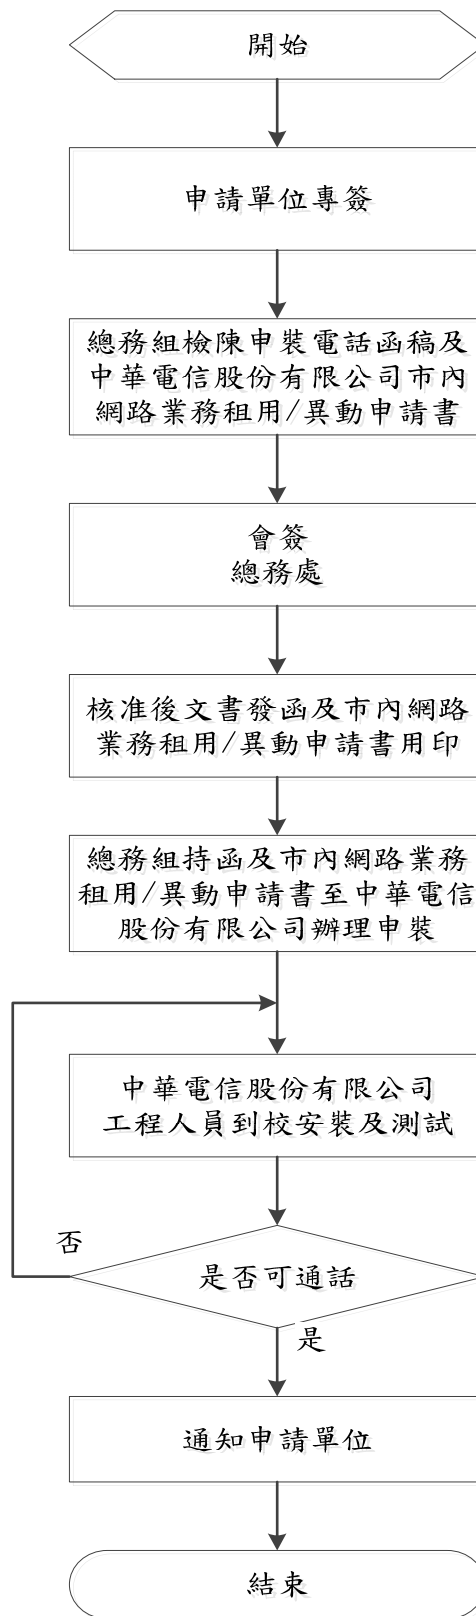 開始
申請單位專簽
總務組檢陳申裝電話函稿及
中華電信股份有限公司市內
網路業務租用/異動申請書
會簽
總務處
核准後文書發函及市內網路
業務租用/異動申請書用印
總務組持函及市內網路業務
租用/異動申請書至中華電信
股份有限公司辦理申裝
中華電信股份有限公司
工程人員到校安裝及測試
否
是否可通話
是
通知申請單位
結束